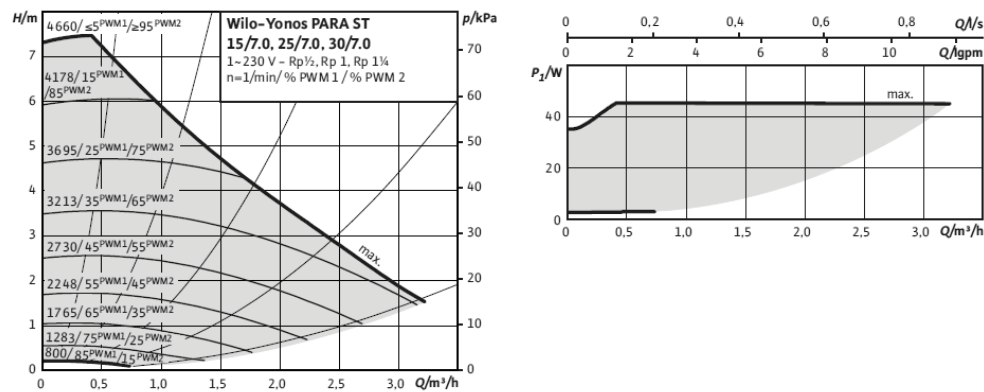 H/m
p/kPa
4660/≤5PWM1/≥95PWM2
Wilo-Yonos PARA ST
15/7.0, 25/7.0, 30/7.0
1~230 V – Rp½, Rp 1, Rp 1¼
n=1/min/ % PWM 1 / % PWM 2
4178/15PWM1
/85PWM2
3695/25PWM1/75PWM2
3213/35PWM1/65PWM2
2730/45PWM1/55PWM2
2248/55PWM1/45PWM2
1765/65PWM1/35PWM2
1283/75PWM1/25PWM2
800/85PWM1/15PWM2
max.
7
6
5
4
3
2
1
0
70
60
50
40
30
20
10
0
0 0,5 1,0 1,5 2,0 2,5 3,0 Q/m³/h
0 0,2 0,4 0,6 0,8 Q/l/s
0 2 4 6 8 10 Q/Igpm
P1/W
max.
40
20
0
0 0,5 1,0 1,5 2,0 2,5 3,0 Q/m³/h